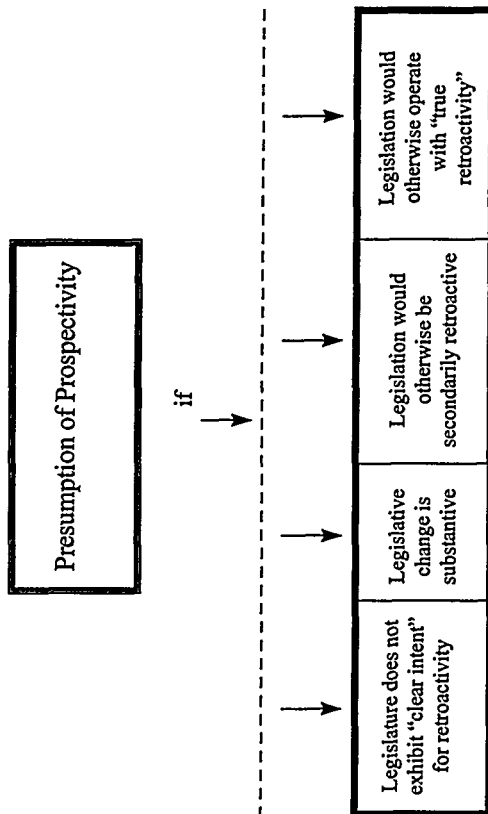 Presumption of Prospectivity
if
Legislature does not
exhibit “clear intent”
for retroactivity
Legislative
change is
substantive
Legislation would
otherwise be
secondarily retroactive
Legislation would
otherwise operate
with “true
retroactivity”